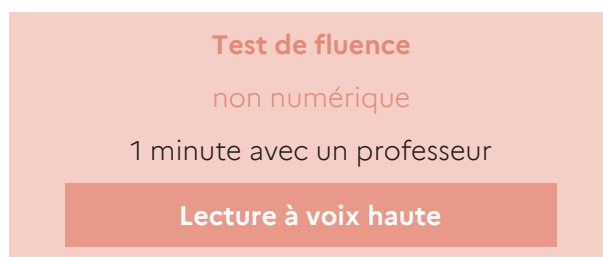 Test de fluence
non numérique
1 minute avec un professeur
Lecture à voix haute